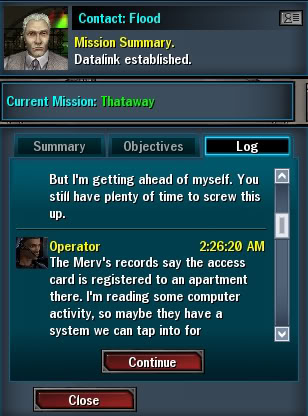 Contact: Flood
Mission Summary.
Datalink established.
Current Mission: Thataway
Summary
Objectives
Log
But I'm getting ahead of myself. You
still have plenty of time to screw this
up.
Operator 2:26:20 AM
The Merv's records say the access
card is registered to an apartment
there. I'm reading some computer
activity, so maybe they have a
system we can tap into for
Continue
Close